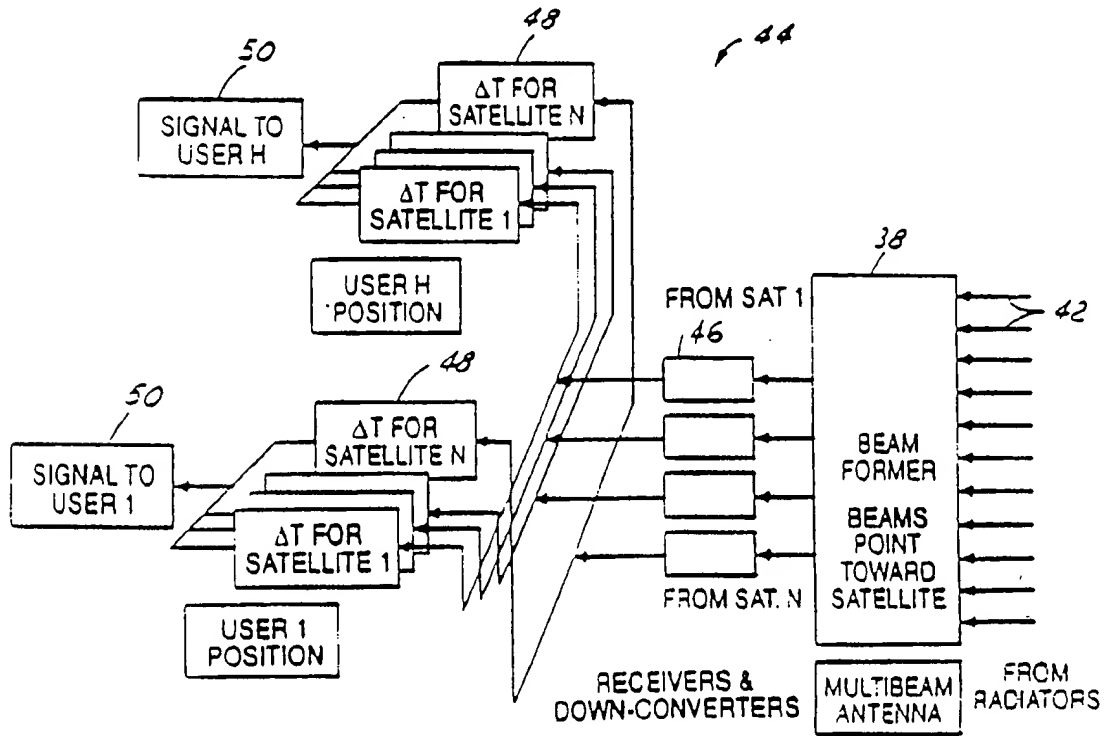 48
44
50
ΔT FOR
SATELLITE N
SIGNAL TO
USER H
ΔT FOR
SATELLITE 1
38
USER H
POSITION
FROM SAT 1
42
46
48
50
ΔT FOR
SATELLITE N
SIGNAL TO
USER 1
BEAM
FORMER
BEAMS
POINT
TOWARD
SATELLITE
ΔT FOR
SATELLITE 1
FROM SAT. N
USER 1
POSITION
RECEIVERS &
DOWN-CONVERTERS
MULTIBEAM
ANTENNA
FROM
RADIATORS